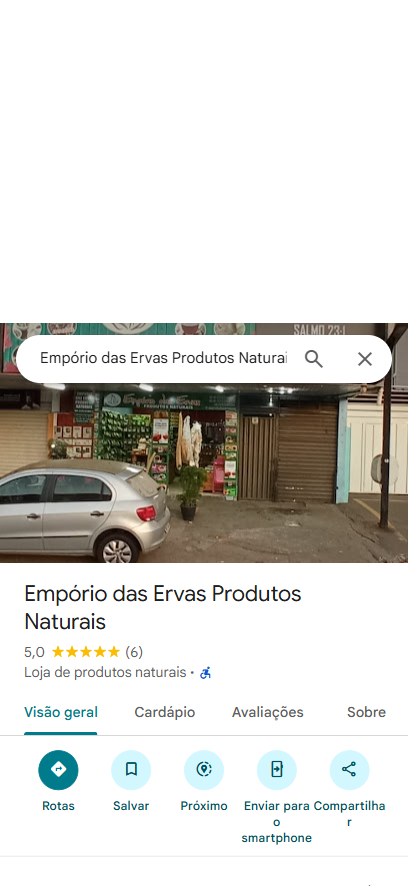 SALMO 23:1
Empório das Ervas Produtos Naturai
Empório das Ervas
PRODUTOS NATURAIS
Empório das Ervas Produtos
Naturais
5,0 (6)
Loja de produtos naturais ·
Visão geral Cardápio Avaliações Sobre
Rotas Salvar Próximo Enviar para o smartphone Compartilhar